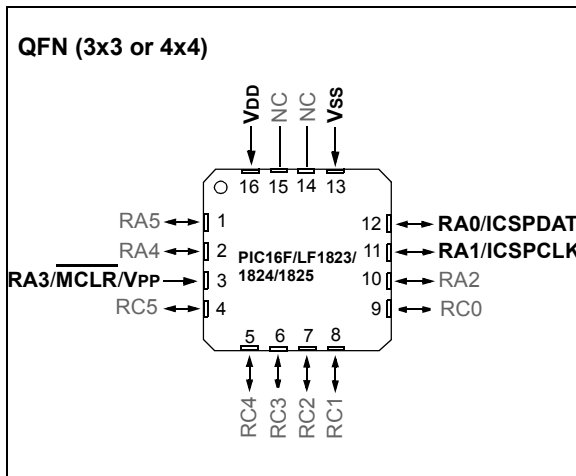 QFN (3x3 or 4x4)
VDD
NC
NC
VSS
16
15
14
13
RA5
1
12
RA0/ICSPDAT
RA4
2
PIC16F/LF1823/
1824/1825
11
RA1/ICSPCLK
RA3/MCLR/VPP
3
10
RA2
RC5
4
9
RC0
5
6
7
8
RC4
RC3
RC2
RC1